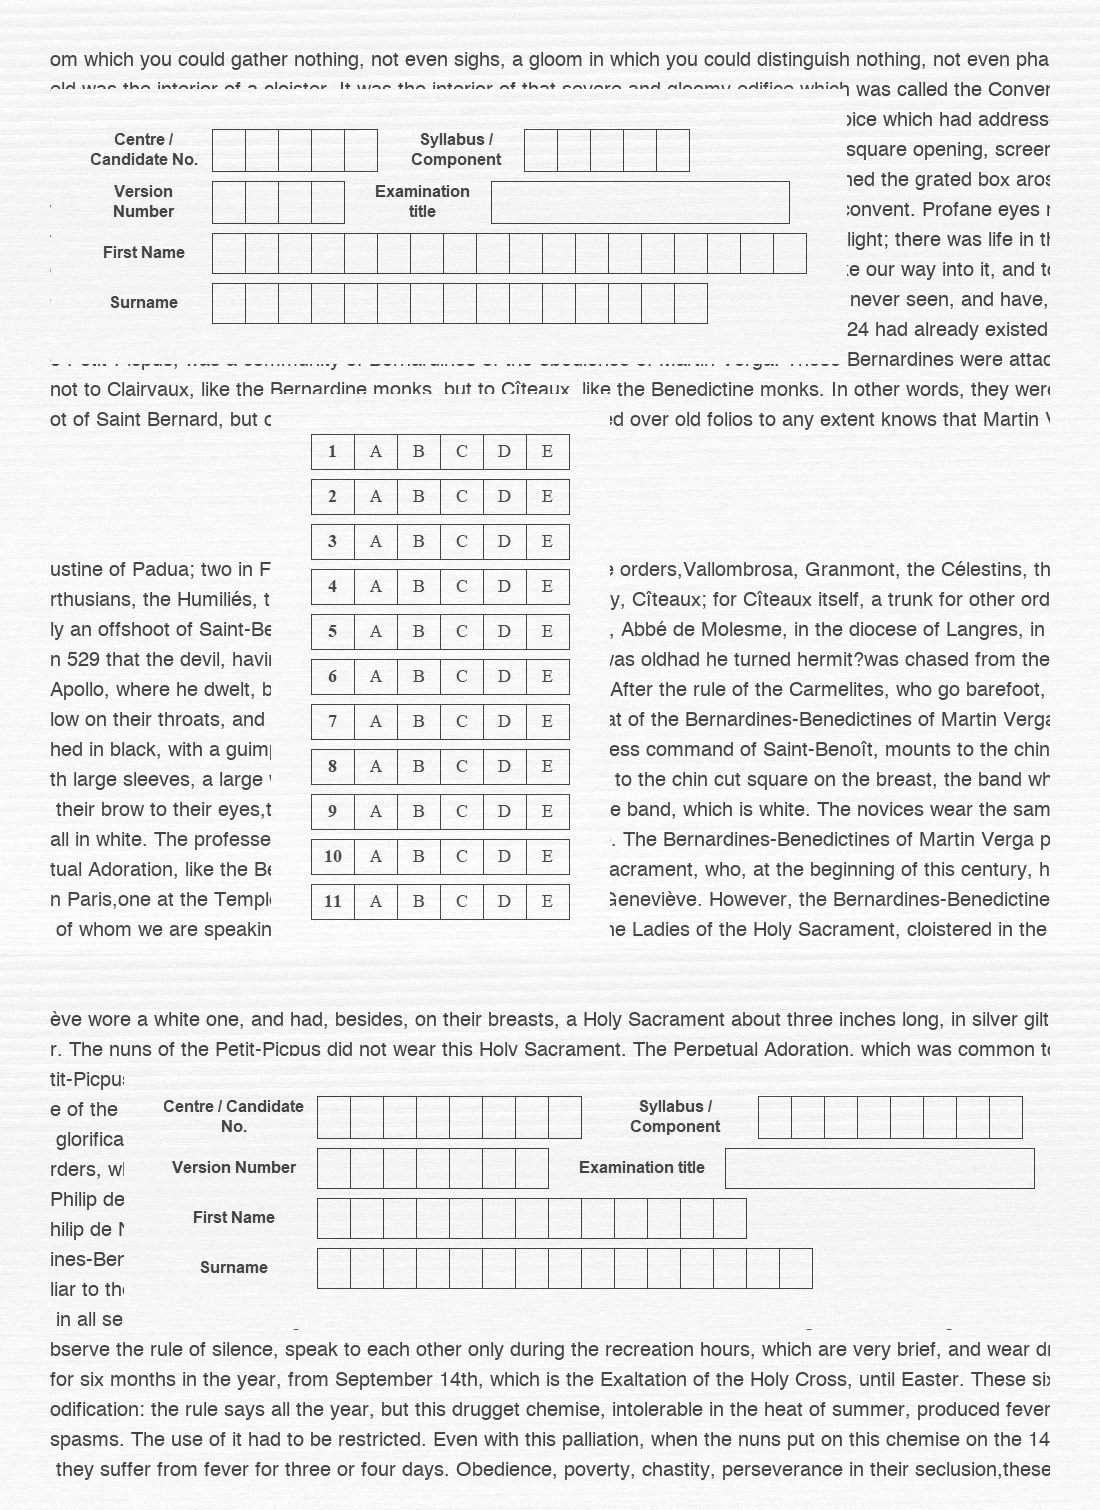 om which you could gather nothing, not even sighs, a gloom in which you could distinguish nothing, not even pha
old was the interior of a cloister. It was the interior of that severe and gloomy edifice which was called the Conver
oice which had address
Centre / Candidate No.
Syllabus / Component
square opening, screer
ned the grated box aros
Version Number
Examination title
convent. Profane eyes
light; there was life in
First Name
our way into it, and to
Surname
never seen, and have,
24 had already existed
Bernardines were attac
not to Clairvaux, like the Bernardine monks, but to Cîteaux, like the Benedictine monks. In other words, they were
ot of Saint Bernard, but
ed over old folios to any extent knows that Martin
1 A B C D E
2 A B C D E
3 A B C D E
ustine of Padua; two in F
orders,Vallombrosa, Granmont, the Célestins, th
4 A B C D E
rthusians, the Humiliés, t
y, Cîteaux; for Cîteaux itself, a trunk for other ord
5 A B C D E
ly an offshoot of Saint-Be
, Abbé de Molesme, in the diocese of Langres, in
n 529 that the devil, havin
was oldhad he turned hermit?was chased from the
6 A B C D E
Apollo, where he dwelt, b
After the rule of the Carmelites, who go barefoot,
7 A B C D E
low on their throats, and
at of the Bernardines-Benedictines of Martin Verga
hed in black, with a guimp
ess command of Saint-Benoît, mounts to the chin
8 A B C D E
th large sleeves, a large
to the chin cut square on the breast, the band wh
9 A B C D E
their brow to their eyes,t
e band, which is white. The novices wear the sam
all in white. The professe
. The Bernardines-Benedictines of Martin Verga p
10 A B C D E
tual Adoration, like the Be
acrament, who, at the beginning of this century, h
11 A B C D E
n Paris,one at the Temple
Geneviève. However, the Bernardines-Benedictine
of whom we are speakin
ne Ladies of the Holy Sacrament, cloistered in the
ève wore a white one, and had, besides, on their breasts, a Holy Sacrament about three inches long, in silver gilt
r. The nuns of the Petit-Picpus did not wear this Holy Sacrament. The Perpetual Adoration, which was common to
tit-Picpus
Centre / Candidate No.
Syllabus / Component
e of the
glorifica
Version Number
Examination title
rders, wh
Philip de
First Name
hilip de N
ines-Ber
Surname
liar to the
in all se
bserve the rule of silence, speak to each other only during the recreation hours, which are very brief, and wear dr
for six months in the year, from September 14th, which is the Exaltation of the Holy Cross, until Easter. These six
odification: the rule says all the year, but this drugget chemise, intolerable in the heat of summer, produced fever
spasms. The use of it had to be restricted. Even with this palliation, when the nuns put on this chemise on the 14
they suffer from fever for three or four days. Obedience, poverty, chastity, perseverance in their seclusion,these